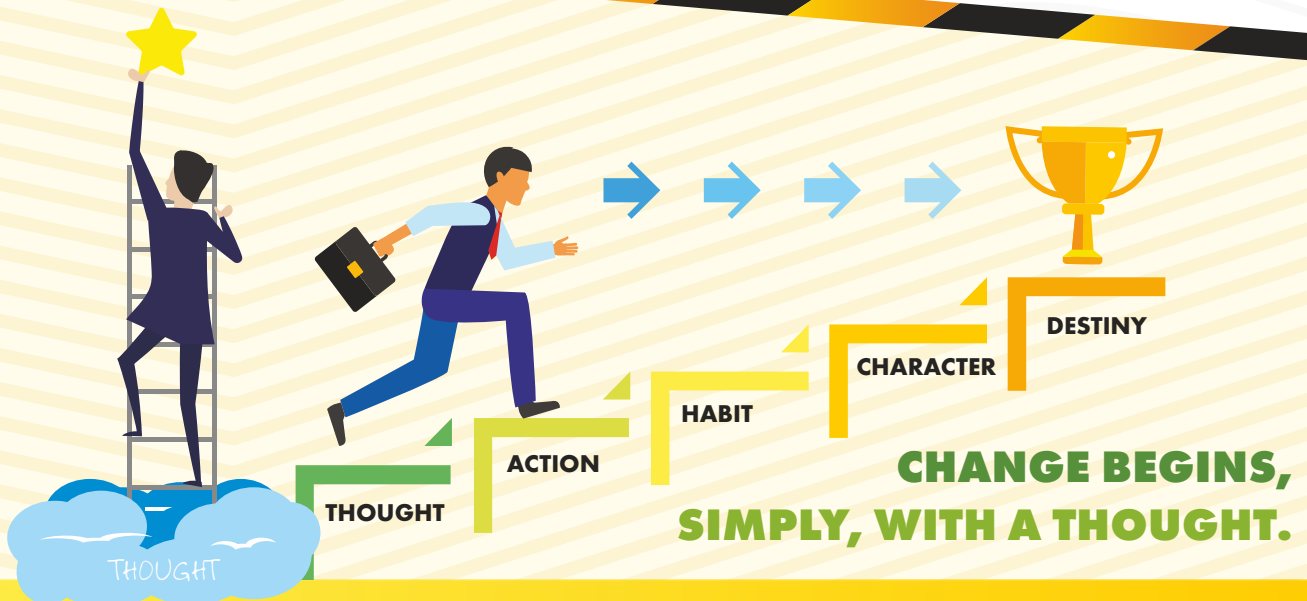 THOUGHT
THOUGHT
ACTION
HABIT
CHARACTER
DESTINY
CHANGE BEGINS,
SIMPLY, WITH A THOUGHT.